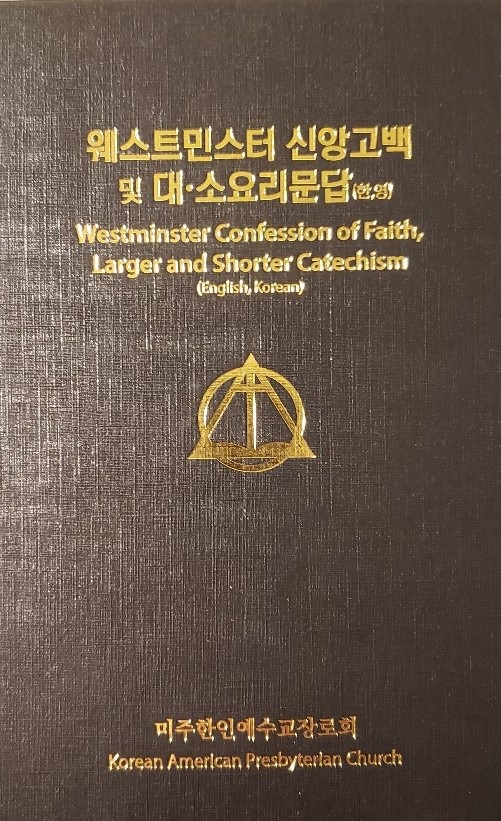 웨스트민스터 신앙고백
및 대·소요리문답(한,영)
Westminster Confession of Faith,
Larger and Shorter Catechism
(English, Korean)
미주한인예수교장로회
Korean American Presbyterian Church